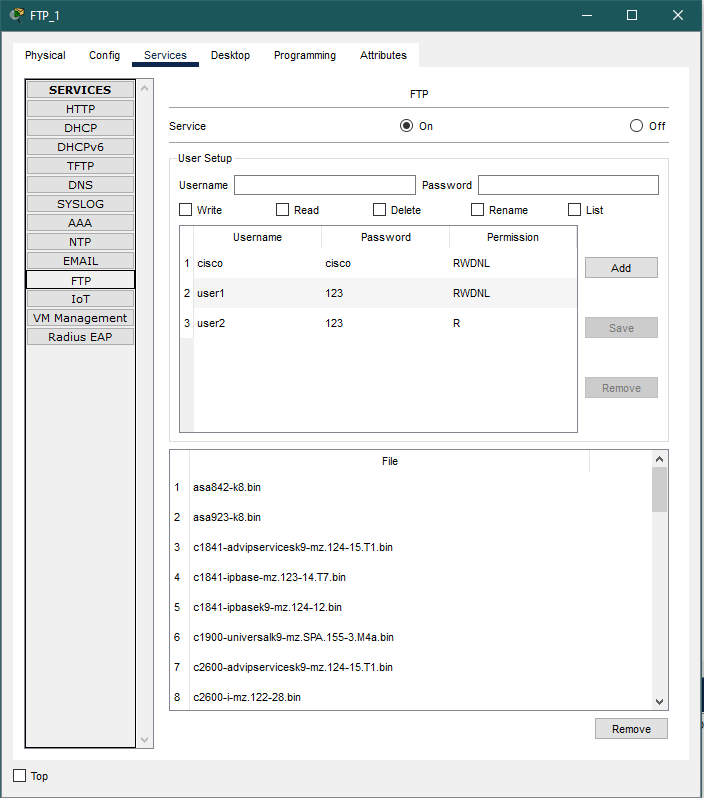 FTP_1
Physical Config Services Desktop Programming Attributes
SERVICES
HTTP
DHCP
DHCPv6
TFTP
DNS
SYSLOG
AAA
NTP
EMAIL
FTP
IoT
VM Management
Radius EAP
FTP
Service On Off
User Setup
Username Password
Write Read Delete Rename List
Username Password Permission
1 cisco cisco RWDNL
2 user1 123 RWDNL
3 user2 123 R
Add
Save
Remove
File
1 asa842-k8.bin
2 asa923-k8.bin
3 c1841-advipservicesk9-mz.124-15.T1.bin
4 c1841-ipbase-mz.123-14.T7.bin
5 c1841-ipbasek9-mz.124-12.bin
6 c1900-universalk9-mz.SPA.155-3.M4a.bin
7 c2600-advipservicesk9-mz.124-15.T1.bin
8 c2600-i-mz.122-28.bin
Remove
Top